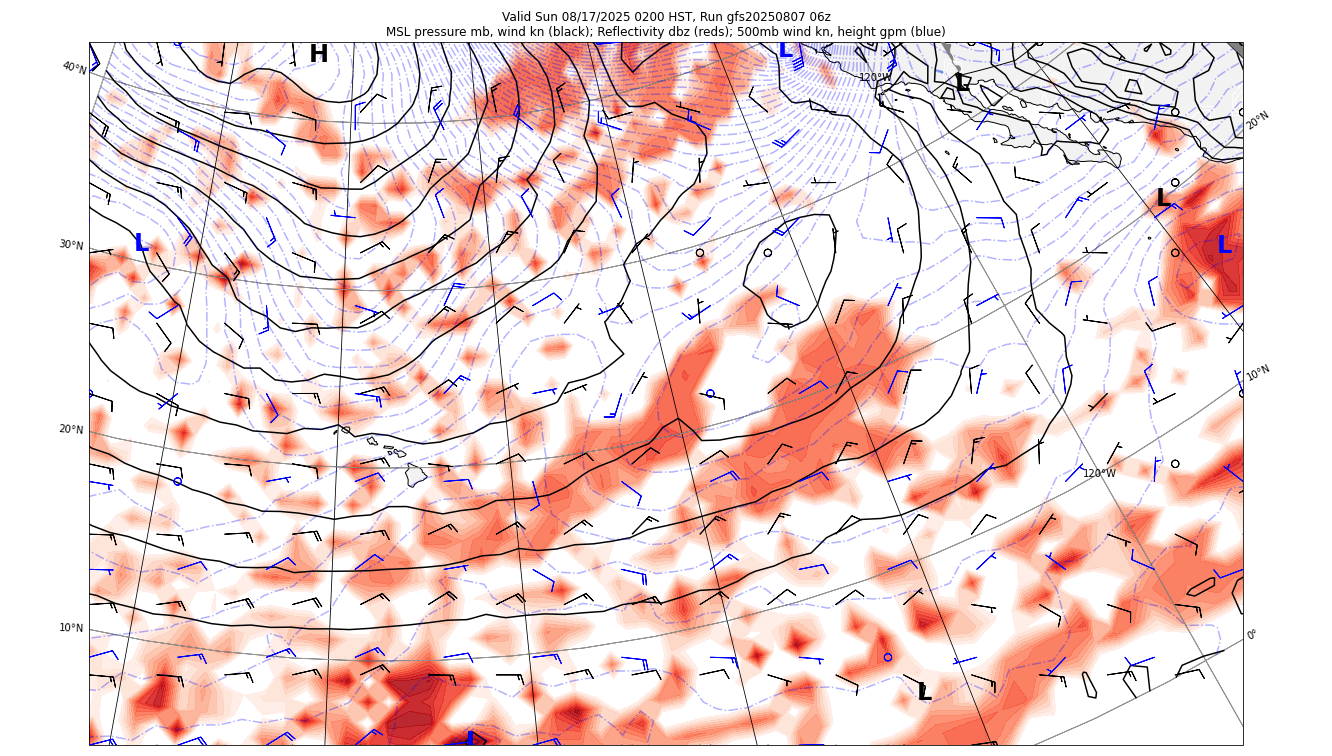 Valid Sun 08/17/2025 0200 HST, Run gfs20250807 06z
MSL pressure mb, wind kn (black); Reflectivity dbz (reds); 500mb wind kn, height gpm (blue)
H
L
40°N
120°W
L
20°N
L
L
30°N
L
10°N
20°N
120°W
10°N
0°
L
L